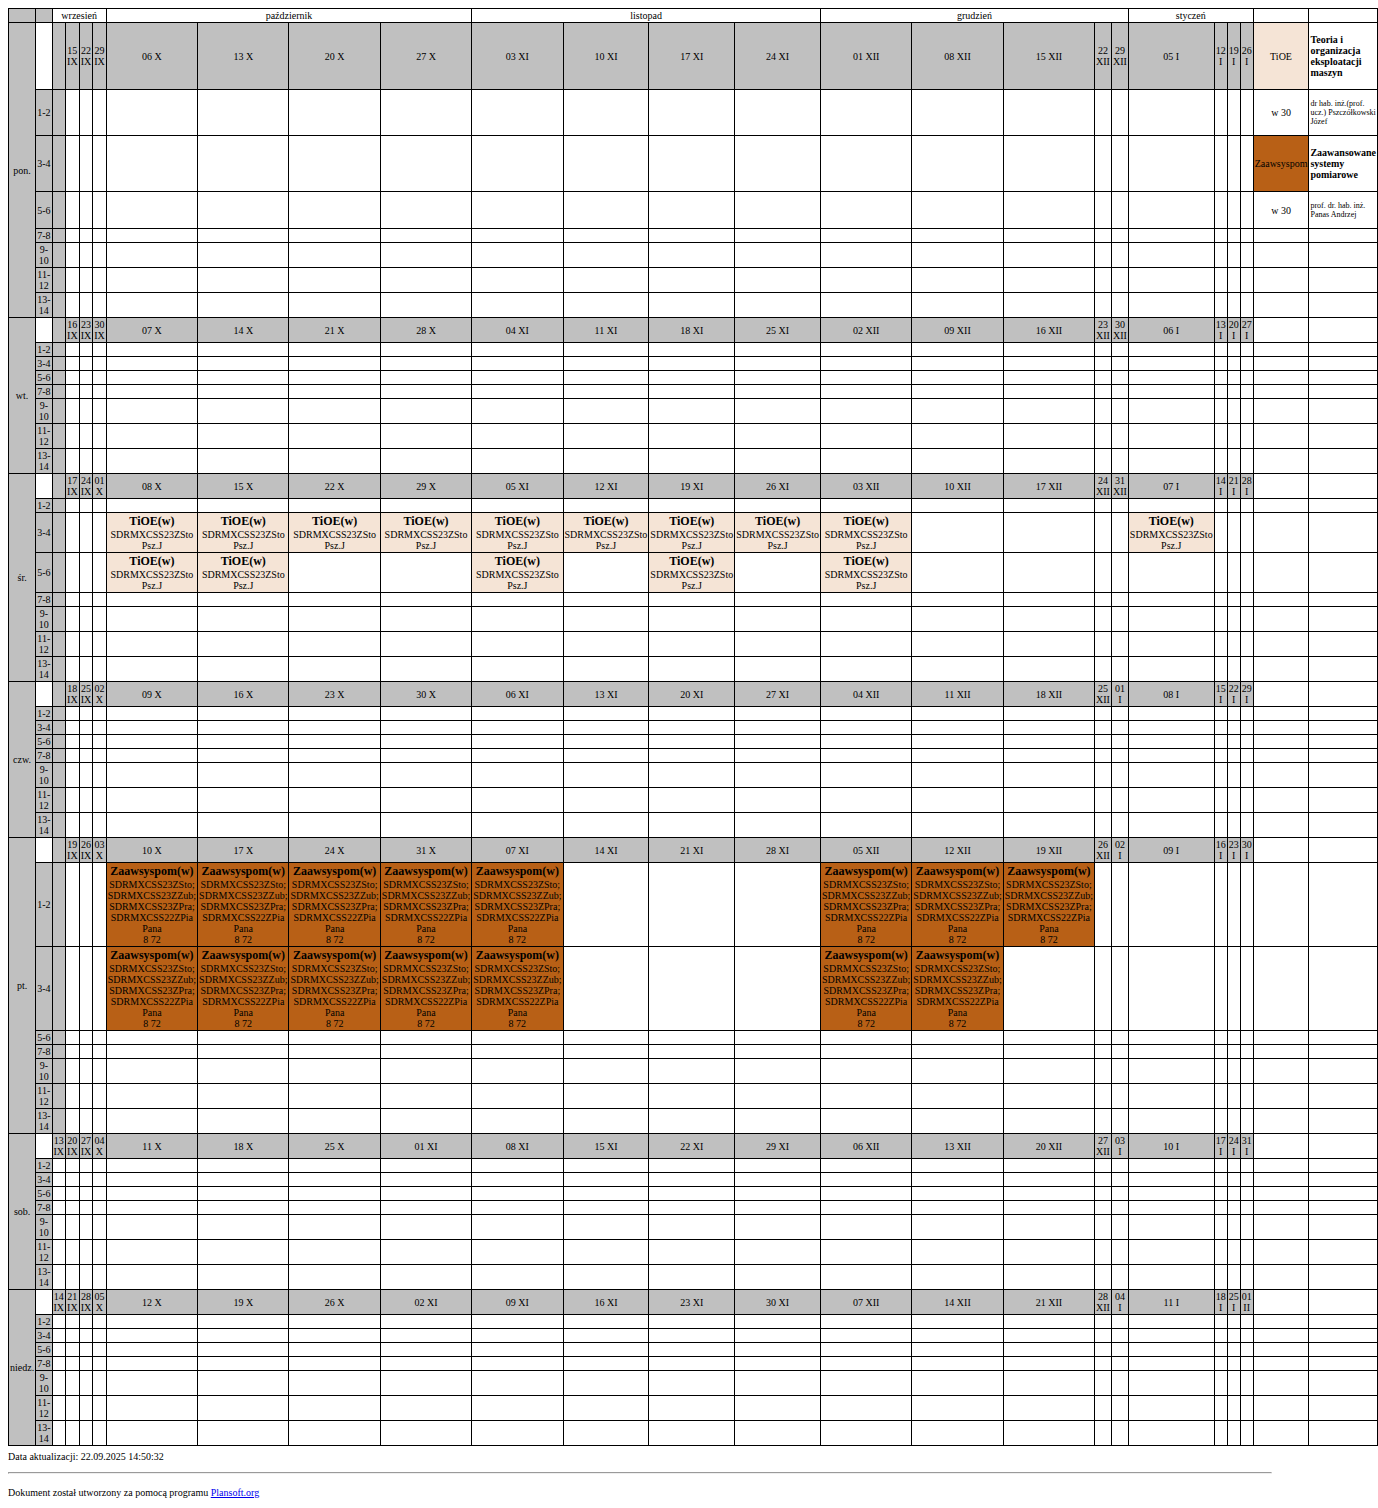 wrzesień październik listopad grudzień styczeń
pon. 15 IX 22 IX 29 IX 06 X 13 X 20 X 27 X 03 XI 10 XI 17 XI 24 XI 01 XII 08 XII 15 XII 22 XII 29 XII 05 I 12 I 19 I 26 I TiOE Teoria i organizacja eksploatacji maszyn
1-2 w 30 dr hab. inż.(prof. ucz.) Pszczółkowski Józef
3-4 Zaawsyspom Zaawansowane systemy pomiarowe
5-6 w 30 prof. dr. hab. inż. Panas Andrzej
7-8
9-10
11-12
13-14
wt. 16 IX 23 IX 30 IX 07 X 14 X 21 X 28 X 04 XI 11 XI 18 XI 25 XI 02 XII 09 XII 16 XII 23 XII 30 XII 06 I 13 I 20 I 27 I
1-2
3-4
5-6
7-8
9-10
11-12
13-14
śr. 17 IX 24 IX 01 X 08 X 15 X 22 X 29 X 05 XI 12 XI 19 XI 26 XI 03 XII 10 XII 17 XII 24 XII 31 XII 07 I 14 I 21 I 28 I
1-2
3-4 TiOE(w) TiOE(w) TiOE(w) TiOE(w) TiOE(w) TiOE(w) TiOE(w) TiOE(w) TiOE(w) TiOE(w)
SDRMXCSS23ZSto SDRMXCSS23ZSto SDRMXCSS23ZSto SDRMXCSS23ZSto SDRMXCSS23ZSto SDRMXCSS23ZSto SDRMXCSS23ZSto SDRMXCSS23ZSto SDRMXCSS23ZSto SDRMXCSS23ZSto
Psz.J Psz.J Psz.J Psz.J Psz.J Psz.J Psz.J Psz.J Psz.J Psz.J
5-6 TiOE(w) TiOE(w) TiOE(w) TiOE(w) TiOE(w)
SDRMXCSS23ZSto SDRMXCSS23ZSto SDRMXCSS23ZSto SDRMXCSS23ZSto SDRMXCSS23ZSto
Psz.J Psz.J Psz.J Psz.J Psz.J
7-8
9-10
11-12
13-14
czw. 18 IX 25 IX 02 X 09 X 16 X 23 X 30 X 06 XI 13 XI 20 XI 27 XI 04 XII 11 XII 18 XII 25 XII 01 I 08 I 15 I 22 I 29 I
1-2
3-4
5-6
7-8
9-10
11-12
13-14
pt. 19 IX 26 IX 03 X 10 X 17 X 24 X 31 X 07 XI 14 XI 21 XI 28 XI 05 XII 12 XII 19 XII 26 XII 02 I 09 I 16 I 23 I 30 I
1-2 Zaawsyspom(w) Zaawsyspom(w) Zaawsyspom(w) Zaawsyspom(w) Zaawsyspom(w) Zaawsyspom(w) Zaawsyspom(w) Zaawsyspom(w)
SDRMXCSS23ZSto; SDRMXCSS23ZSto; SDRMXCSS23ZSto; SDRMXCSS23ZSto; SDRMXCSS23ZSto; SDRMXCSS23ZSto; SDRMXCSS23ZSto; SDRMXCSS23ZSto;
SDRMXCSS23ZZub; SDRMXCSS23ZZub; SDRMXCSS23ZZub; SDRMXCSS23ZZub; SDRMXCSS23ZZub; SDRMXCSS23ZZub; SDRMXCSS23ZZub; SDRMXCSS23ZZub;
SDRMXCSS23ZPra; SDRMXCSS23ZPra; SDRMXCSS23ZPra; SDRMXCSS23ZPra; SDRMXCSS23ZPra; SDRMXCSS23ZPra; SDRMXCSS23ZPra; SDRMXCSS23ZPra;
SDRMXCSS22ZPia SDRMXCSS22ZPia SDRMXCSS22ZPia SDRMXCSS22ZPia SDRMXCSS22ZPia SDRMXCSS22ZPia SDRMXCSS22ZPia SDRMXCSS22ZPia
Pana Pana Pana Pana Pana Pana Pana Pana
8 72 8 72 8 72 8 72 8 72 8 72 8 72 8 72
3-4 Zaawsyspom(w) Zaawsyspom(w) Zaawsyspom(w) Zaawsyspom(w) Zaawsyspom(w) Zaawsyspom(w) Zaawsyspom(w)
SDRMXCSS23ZSto; SDRMXCSS23ZSto; SDRMXCSS23ZSto; SDRMXCSS23ZSto; SDRMXCSS23ZSto; SDRMXCSS23ZSto; SDRMXCSS23ZSto;
SDRMXCSS23ZZub; SDRMXCSS23ZZub; SDRMXCSS23ZZub; SDRMXCSS23ZZub; SDRMXCSS23ZZub; SDRMXCSS23ZZub; SDRMXCSS23ZZub;
SDRMXCSS23ZPra; SDRMXCSS23ZPra; SDRMXCSS23ZPra; SDRMXCSS23ZPra; SDRMXCSS23ZPra; SDRMXCSS23ZPra; SDRMXCSS23ZPra;
SDRMXCSS22ZPia SDRMXCSS22ZPia SDRMXCSS22ZPia SDRMXCSS22ZPia SDRMXCSS22ZPia SDRMXCSS22ZPia SDRMXCSS22ZPia
Pana Pana Pana Pana Pana Pana Pana
8 72 8 72 8 72 8 72 8 72 8 72 8 72
5-6
7-8
9-10
11-12
13-14
sob. 13 IX 20 IX 27 IX 04 X 11 X 18 X 25 X 01 XI 08 XI 15 XI 22 XI 29 XI 06 XII 13 XII 20 XII 27 XII 03 I 10 I 17 I 24 I 31 I
1-2
3-4
5-6
7-8
9-10
11-12
13-14
niedz. 14 IX 21 IX 28 IX 05 X 12 X 19 X 26 X 02 XI 09 XI 16 XI 23 XI 30 XI 07 XII 14 XII 21 XII 28 XII 04 I 11 I 18 I 25 I 01 II
1-2
3-4
5-6
7-8
9-10
11-12
13-14
Data aktualizacji: 22.09.2025 14:50:32
Dokument został utworzony za pomocą programu Plansoft.org